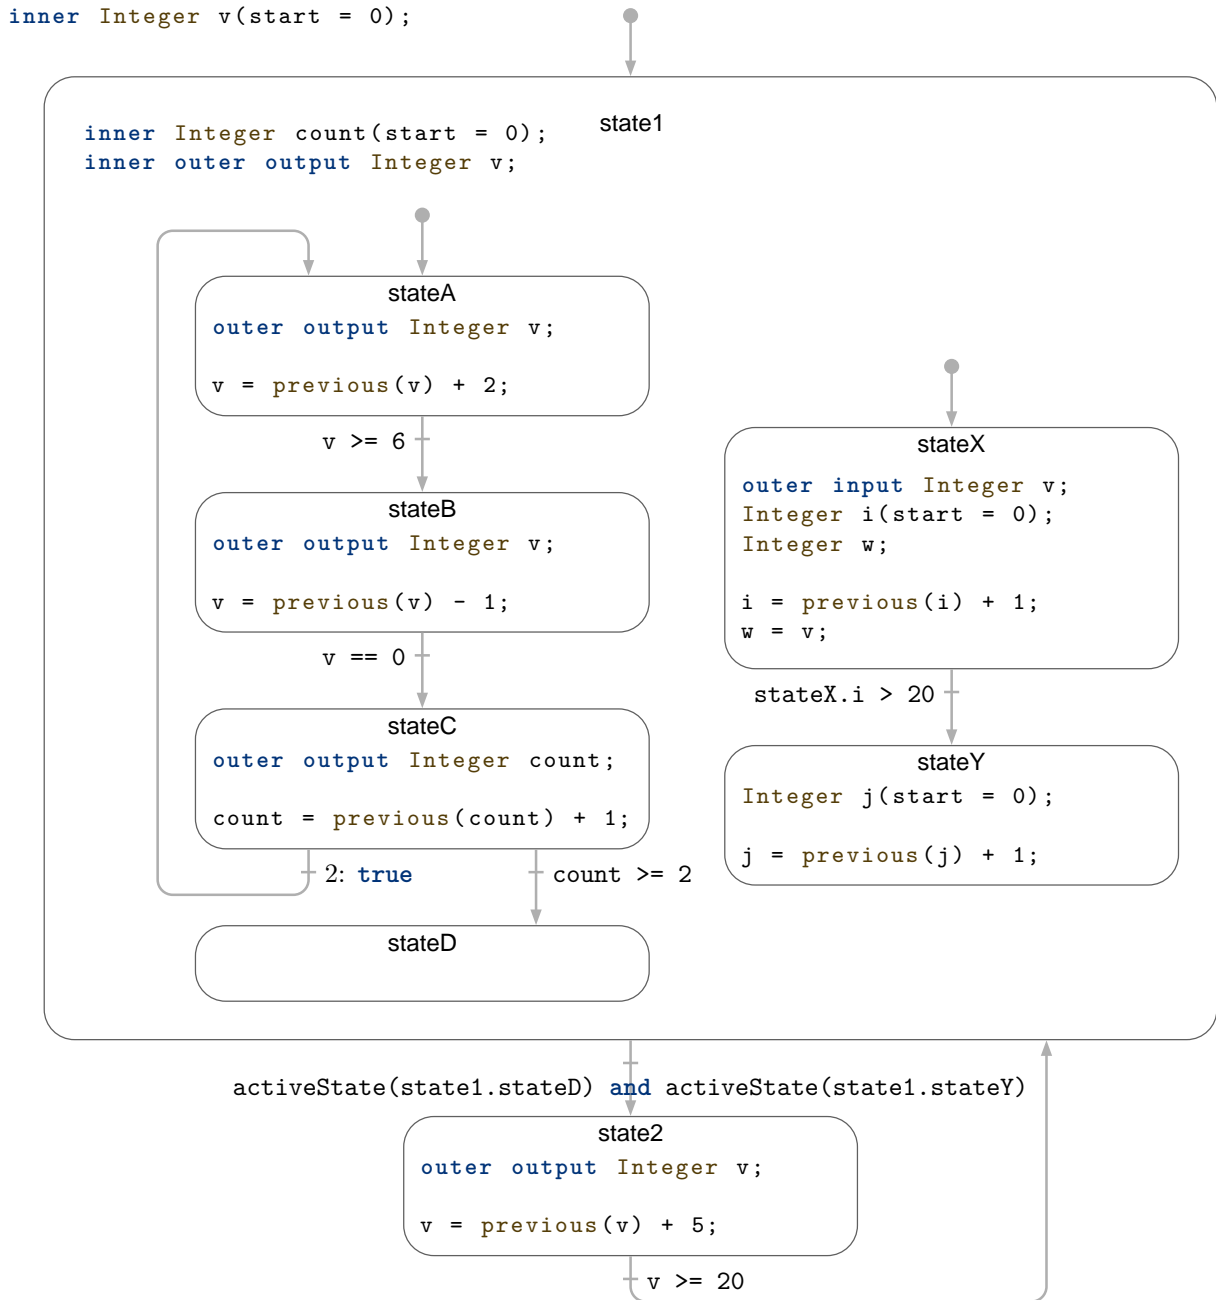 inner Integer v(start = 0);
state1
inner Integer count(start = 0);
inner outer output Integer v;
stateA
outer output Integer v;
v = previous(v) + 2;
v >= 6
stateB
outer output Integer v;
v = previous(v) - 1;
v == 0
stateC
outer output Integer count;
count = previous(count) + 1;
2: true
count >= 2
stateD
stateX
outer input Integer v;
Integer i(start = 0);
Integer w;
i = previous(i) + 1;
w = v;
stateX.i > 20
stateY
Integer j(start = 0);
j = previous(j) + 1;
activeState(state1.stateD) and activeState(state1.stateY)
state2
outer output Integer v;
v = previous(v) + 5;
v >= 20